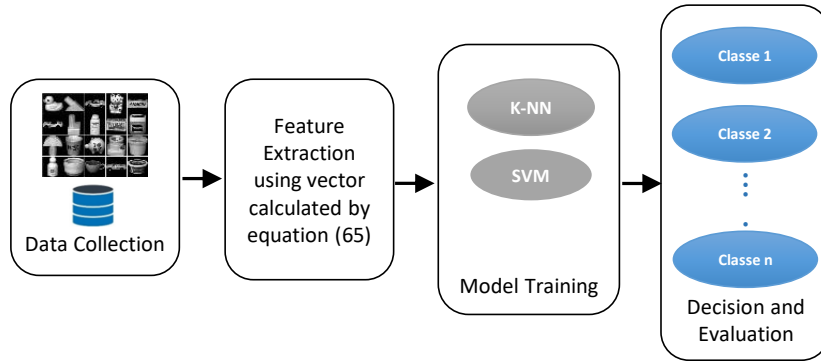 Data Collection
Feature
Extraction
using vector
calculated by
equation (65)
K-NN
SVM
Model Training
Classe 1
Classe 2
Classe n
Decision and
Evaluation